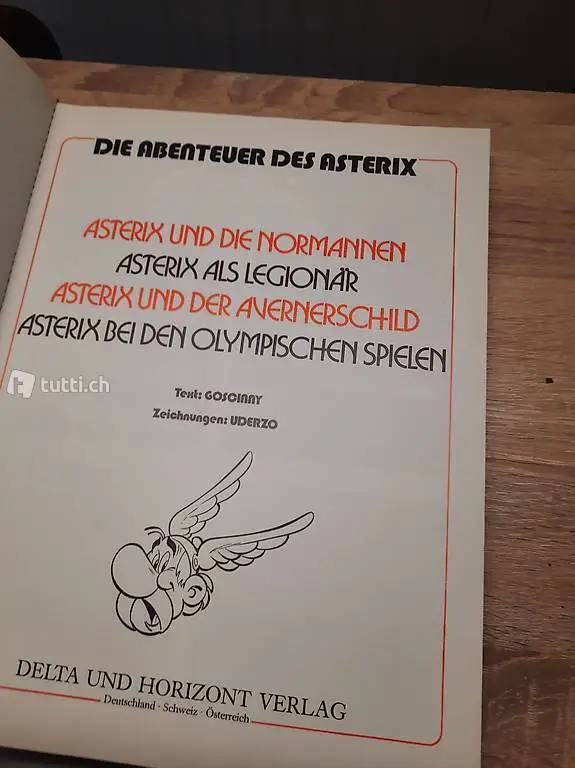 DIE ABENTEUER DES ASTERIX
ASTERIX UND DIE NORMANNEN
ASTERIX ALS LEGIONÄR
ASTERIX UND DER AVERNERSCHILD
ASTERIX BEI DEN OLYMPISCHEN SPIELEN
tutti.ch
Text: GOSCINNY
Zeichnungen: UDERZO
DELTA UND HORIZONT VERLAG
Deutschland · Schweiz · Österreich